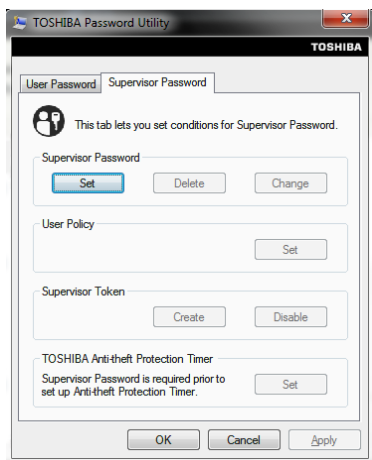 TOSHIBA Password Utility
TOSHIBA
User Password
Supervisor Password
This tab lets you set conditions for Supervisor Password.
Supervisor Password
Set
Delete
Change
User Policy
Set
Supervisor Token
Create
Disable
TOSHIBA Anti-theft Protection Timer
Supervisor Password is required prior to
set up Anti-theft Protection Timer.
Set
OK
Cancel
Apply